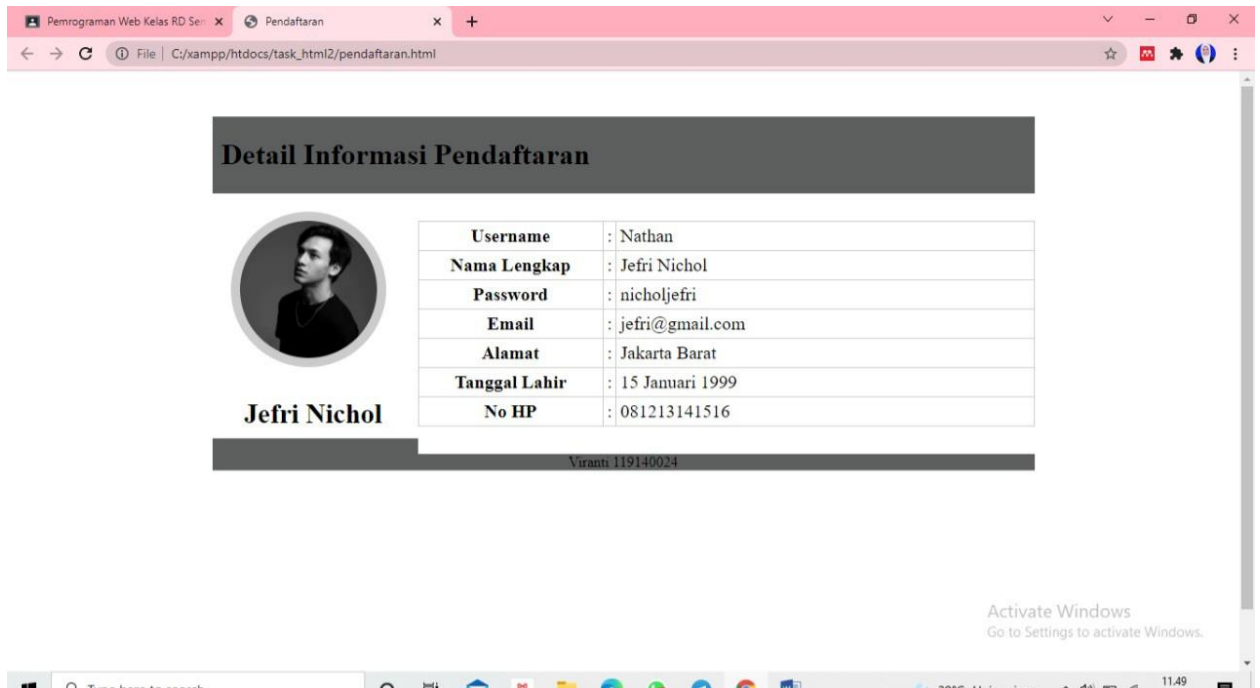 Pemrograman Web Kelas RD Sem
Pendaftaran
File | C:/xampp/htdocs/task_html2/pendaftaran.html
Detail Informasi Pendaftaran
Username : Nathan
Nama Lengkap : Jefri Nichol
Password : nicholjefri
Email : jefri@gmail.com
Alamat : Jakarta Barat
Tanggal Lahir : 15 Januari 1999
No HP : 081213141516
Jefri Nichol
Viranti 119140024
Activate Windows
Go to Settings to activate Windows.
Type here to search
11.49